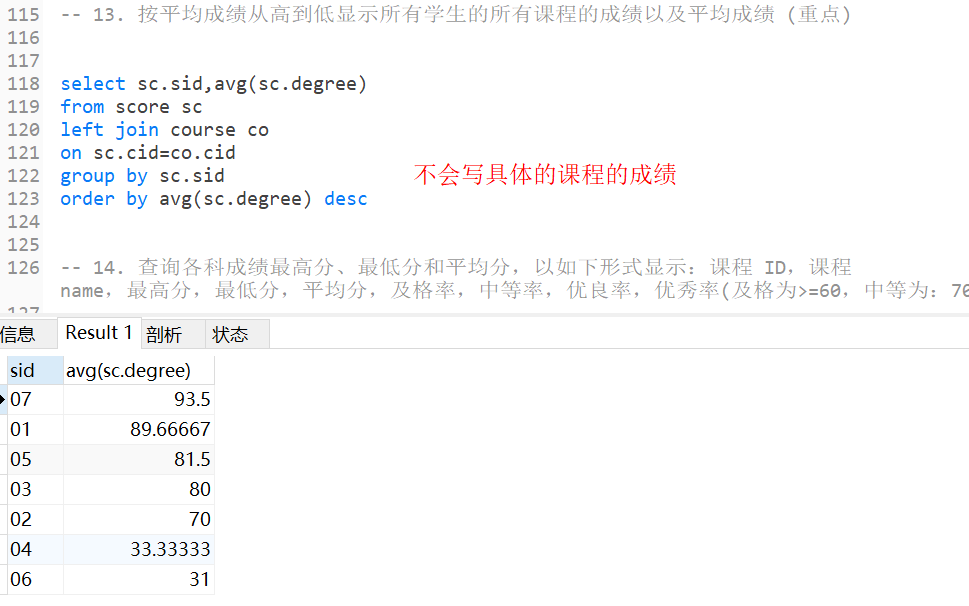 115 -- 13. 按平均成绩从高到低显示所有学生的所有课程的成绩以及平均成绩 (重点)
116
117
118 select sc.sid,avg(sc.degree)
119 from score sc
120 left join course co
121 on sc.cid=co.cid
122 group by sc.sid
不会写具体的课程的成绩
123 order by avg(sc.degree) desc
124
125
126 -- 14. 查询各科成绩最高分、最低分和平均分，以如下形式显示：课程 ID，课程
name，最高分，最低分，平均分，及格率，中等率，优良率，优秀率(及格为>=60，中等为：70
127
信息 Result 1 剖析 状态
sid avg(sc.degree)
07 93.5
01 89.66667
05 81.5
03 80
02 70
04 33.33333
06 31